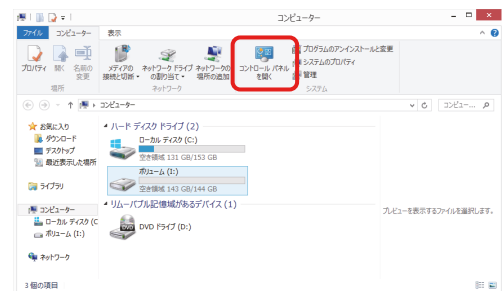 コンピューター
ファイル コンピューター 表示
プロパティ 開く 名前の変更
メディアの接続と切断 ネットワーク ドライブの割り当て ネットワークの場所の追加
コントロール パネルを開く
プログラムのアンインストールと変更
システムのプロパティ
管理
場所 ネットワーク システム
コンピューター コンピュー...
お気に入り
ダウンロード
デスクトップ
最近表示した場所
ライブラリ
コンピューター
ローカル ディスク (C
ボリューム (I:)
ネットワーク
ハード ディスク ドライブ (2)
ローカル ディスク (C:)
空き領域 131 GB/153 GB
ボリューム (I:)
空き領域 143 GB/144 GB
リムーバブル記憶域があるデバイス (1)
DVD ドライブ (D:)
プレビューを表示するファイルを選択します。
3 個の項目